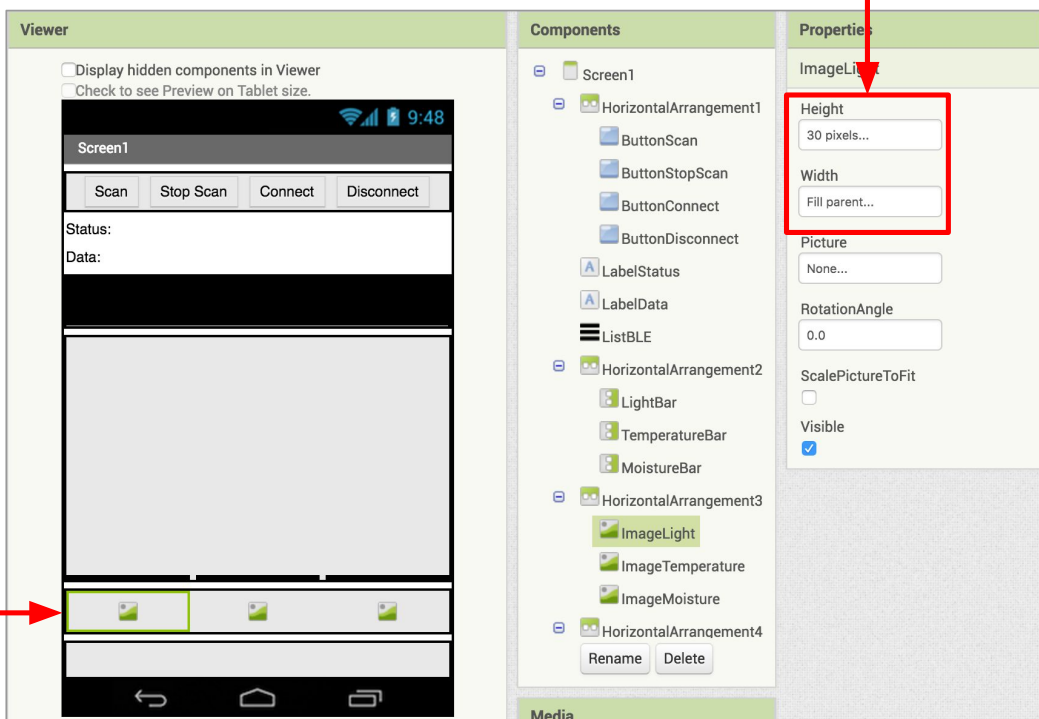 Viewer
Display hidden components in Viewer
Check to see Preview on Tablet size.
9:48
Screen1
Scan Stop Scan Connect Disconnect
Status:
Data:
Components
Screen1
HorizontalArrangement1
ButtonScan
ButtonStopScan
ButtonConnect
ButtonDisconnect
A LabelStatus
A LabelData
ListBLE
HorizontalArrangement2
LightBar
TemperatureBar
MoistureBar
HorizontalArrangement3
ImageLight
ImageTemperature
ImageMoisture
HorizontalArrangement4
Rename Delete
Media
Properties
ImageLight
Height
30 pixels...
Width
Fill parent...
Picture
None...
RotationAngle
0.0
ScalePictureToFit
Visible